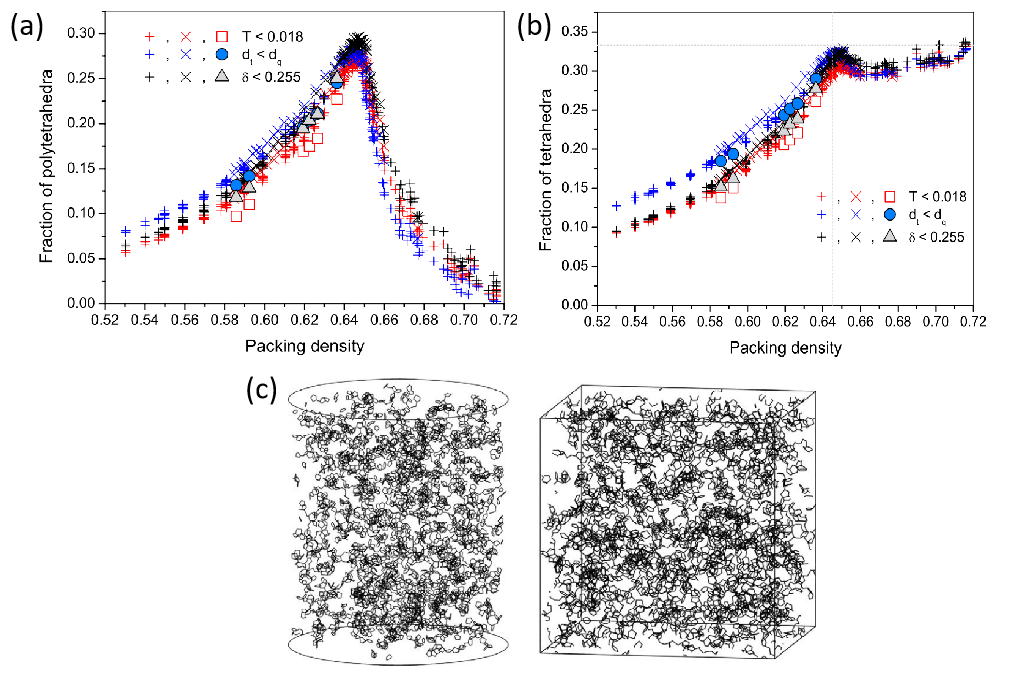 (a)
0.30
0.25
0.20
0.15
0.10
0.05
0.00
Fraction of polytetrahedra
+ , × , □ T < 0.018
+ , × , ● dₗ < d_q
+ , × , △ δ < 0.255
0.52 0.54 0.56 0.58 0.60 0.62 0.64 0.66 0.68 0.70 0.72
Packing density
(b)
0.35
0.30
0.25
0.20
0.15
0.10
0.05
0.00
Fraction of tetrahedra
+ , × , □ T < 0.018
+ , × , ● dₗ < d_q
+ , × , △ δ < 0.255
0.52 0.54 0.56 0.58 0.60 0.62 0.64 0.66 0.68 0.70 0.72
Packing density
(c)